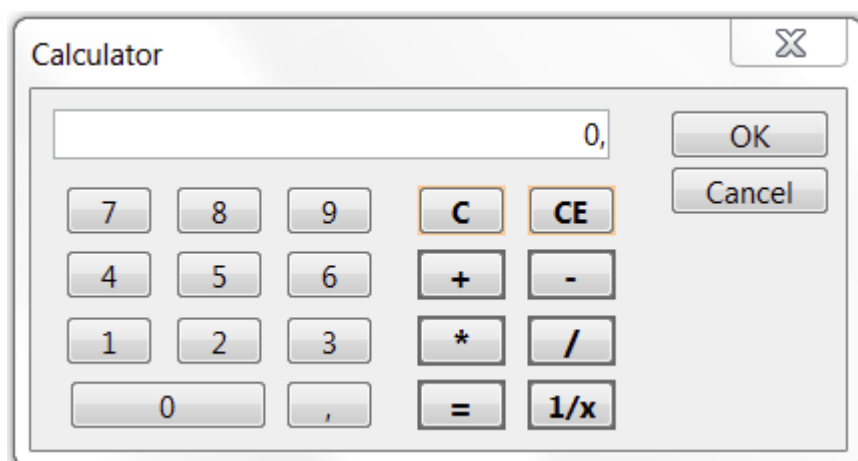 Calculator
0,
OK
7 8 9 C CE
Cancel
4 5 6 + -
1 2 3 * /
0 , = 1/x